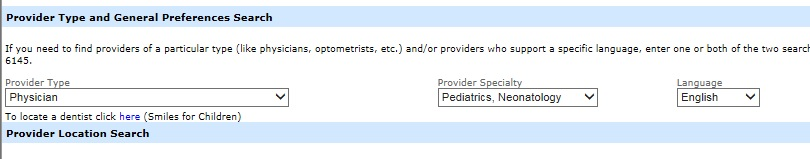 Provider Type and General Preferences Search
If you need to find providers of a particular type (like physicians, optometrists, etc.) and/or providers who support a specific language, enter one or both of the two search
6145.
Provider Type Provider Specialty Language
Physician Pediatrics, Neonatology English
To locate a dentist click here (Smiles for Children)
Provider Location Search